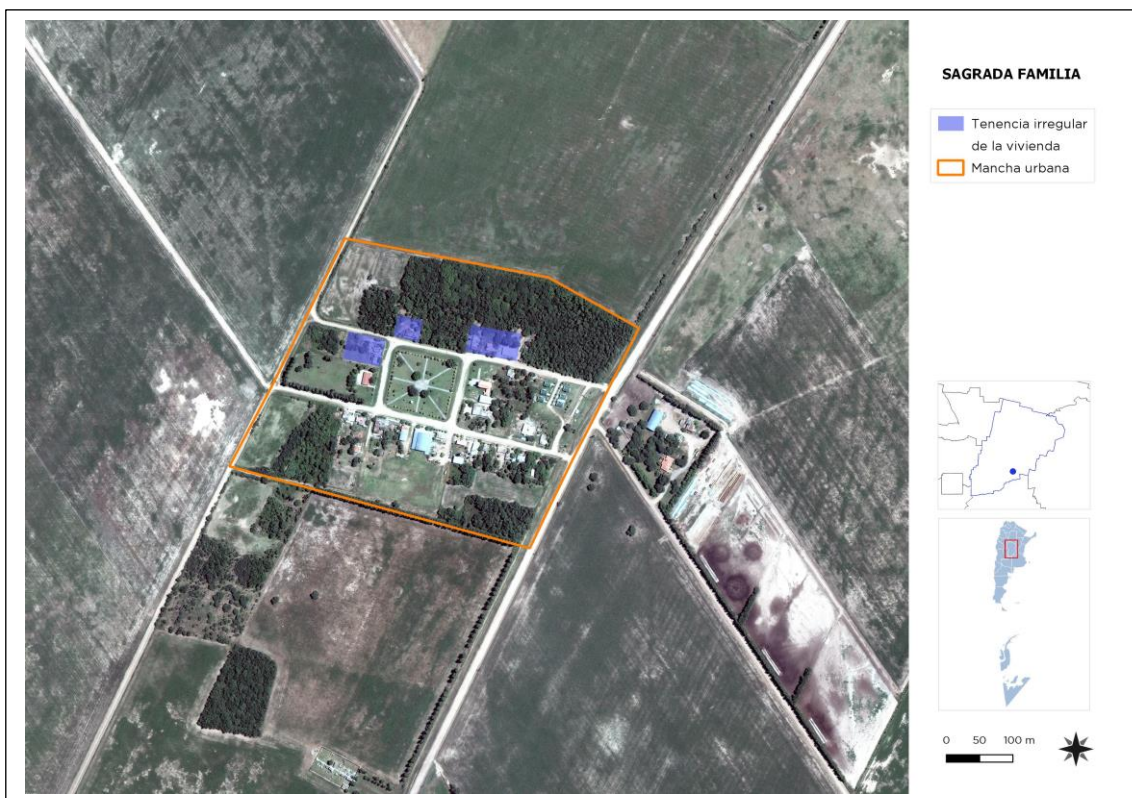 SAGRADA FAMILIA
Tenencia irregular
de la vivienda
Mancha urbana
0 50 100 m